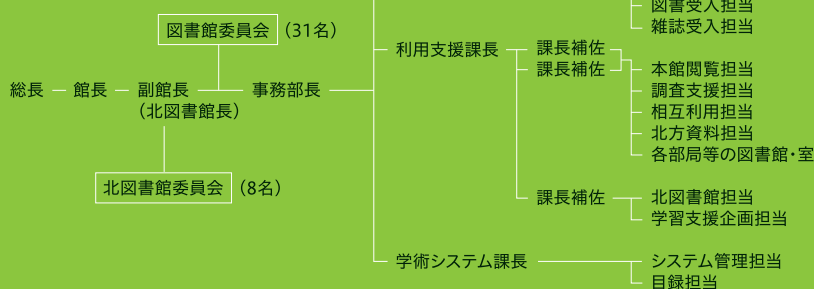 図書受入担当
雑誌受入担当
図書館委員会（31名）
利用支援課長
課長補佐
課長補佐
本館閲覧担当
調査支援担当
相互利用担当
北方資料担当
各部局等の図書館・室
総長
館長
副館長
（北図書館長）
事務部長
北図書館委員会（8名）
課長補佐
北図書館担当
学習支援企画担当
学術システム課長
システム管理担当
目録担当